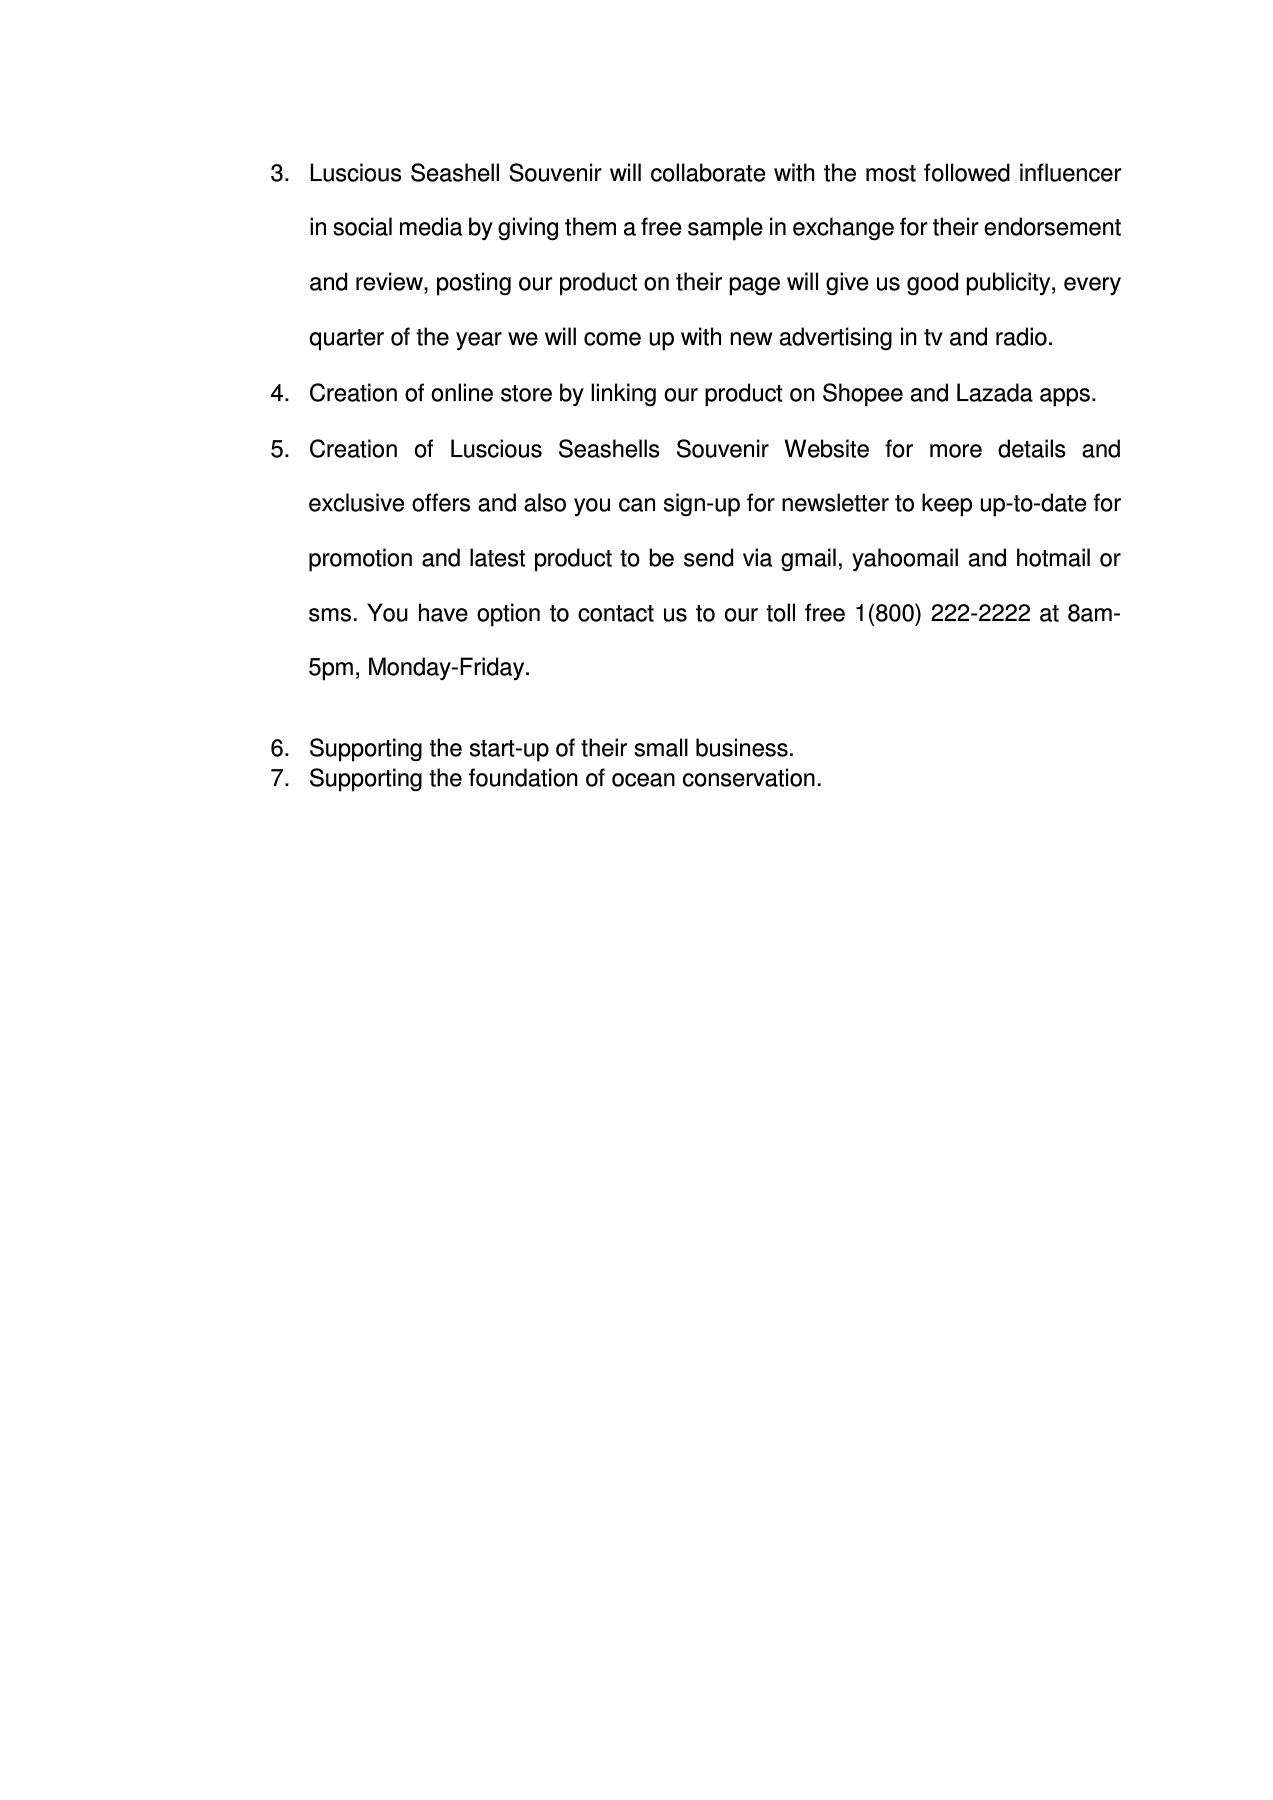 3. Luscious Seashell Souvenir will collaborate with the most followed influencer
in social media by giving them a free sample in exchange for their endorsement
and review, posting our product on their page will give us good publicity, every
quarter of the year we will come up with new advertising in tv and radio.
4. Creation of online store by linking our product on Shopee and Lazada apps.
5. Creation of Luscious Seashells Souvenir Website for more details and
exclusive offers and also you can sign-up for newsletter to keep up-to-date for
promotion and latest product to be send via gmail, yahoomail and hotmail or
sms. You have option to contact us to our toll free 1(800) 222-2222 at 8am-
5pm, Monday-Friday.
6. Supporting the start-up of their small business.
7. Supporting the foundation of ocean conservation.